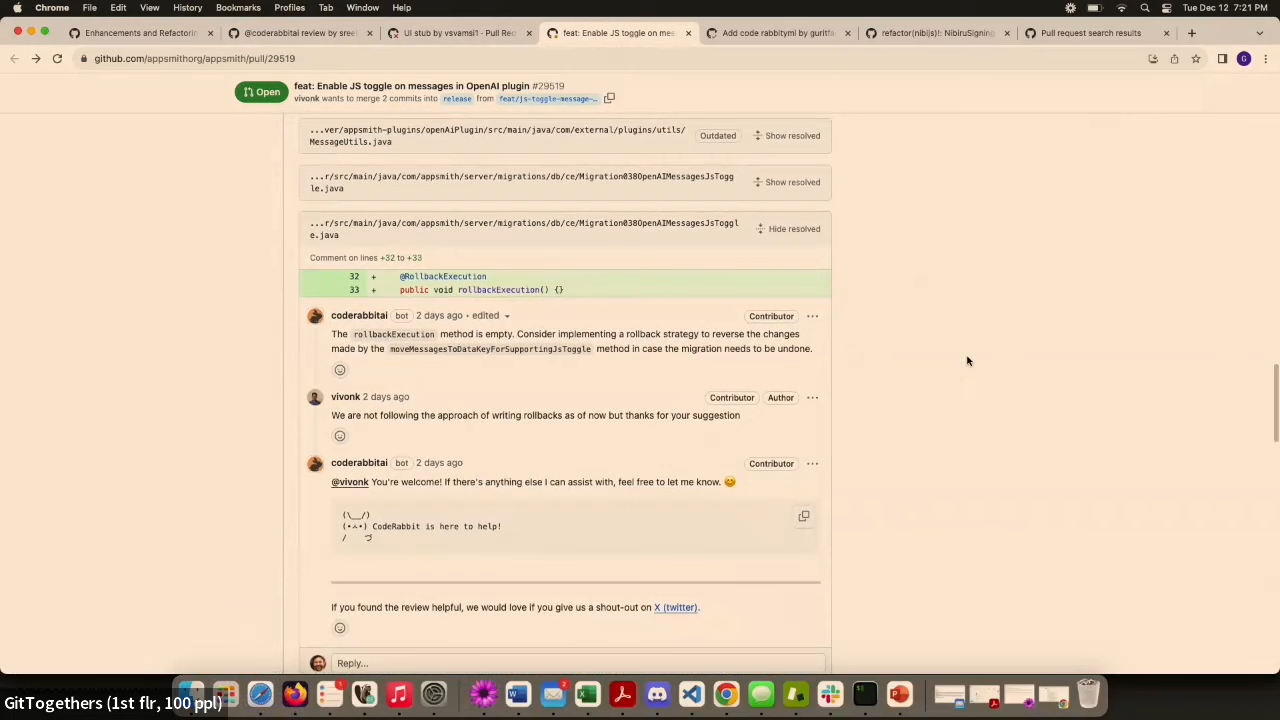 Chrome File Edit View History Bookmarks Profiles Tab Window Help Tue Dec 12 7:21 PM
Enhancements and Refactorin
@coderabbitai review by sree
UI stub by vsvamsi1 - Pull Req
feat: Enable JS toggle on mes
Add code rabbitymi by guritfa
refactor(nibijs)!: NibiruSigning
Pull request search results
github.com/appsmithorg/appsmith/pull/29519
G
Open
feat: Enable JS toggle on messages in OpenAI plugin #29519
vivonk wants to merge 2 commits into release from feat/js-toggle-message-…
...ver/appsmith-plugins/openAiPlugin/src/main/java/com/external/plugins/utils/
MessageUtils.java
Outdated
Show resolved
...r/src/main/java/com/appsmith/server/migrations/db/ce/Migration038OpenAIMessagesJsTogg
le.java
Show resolved
...r/src/main/java/com/appsmith/server/migrations/db/ce/Migration038OpenAIMessagesJsToggl
e.java
Hide resolved
Comment on lines +32 to +33
32 + @RollbackExecution
33 + public void rollbackExecution() {}
coderabbitai bot 2 days ago • edited Contributor ...
The rollbackExecution method is empty. Consider implementing a rollback strategy to reverse the changes
made by the moveMessagesToDataKeyForSupportingJsToggle method in case the migration needs to be undone.
vivonk 2 days ago Contributor Author ...
We are not following the approach of writing rollbacks as of now but thanks for your suggestion
coderabbitai bot 2 days ago Contributor ...
@vivonk You're welcome! If there's anything else I can assist with, feel free to let me know. 😊
(\__/)
(•ㅅ•) CodeRabbit is here to help!
/ づ
If you found the review helpful, we would love if you give us a shout-out on X (twitter).
Reply...
GitTogethers (1st flr, 100 ppl)